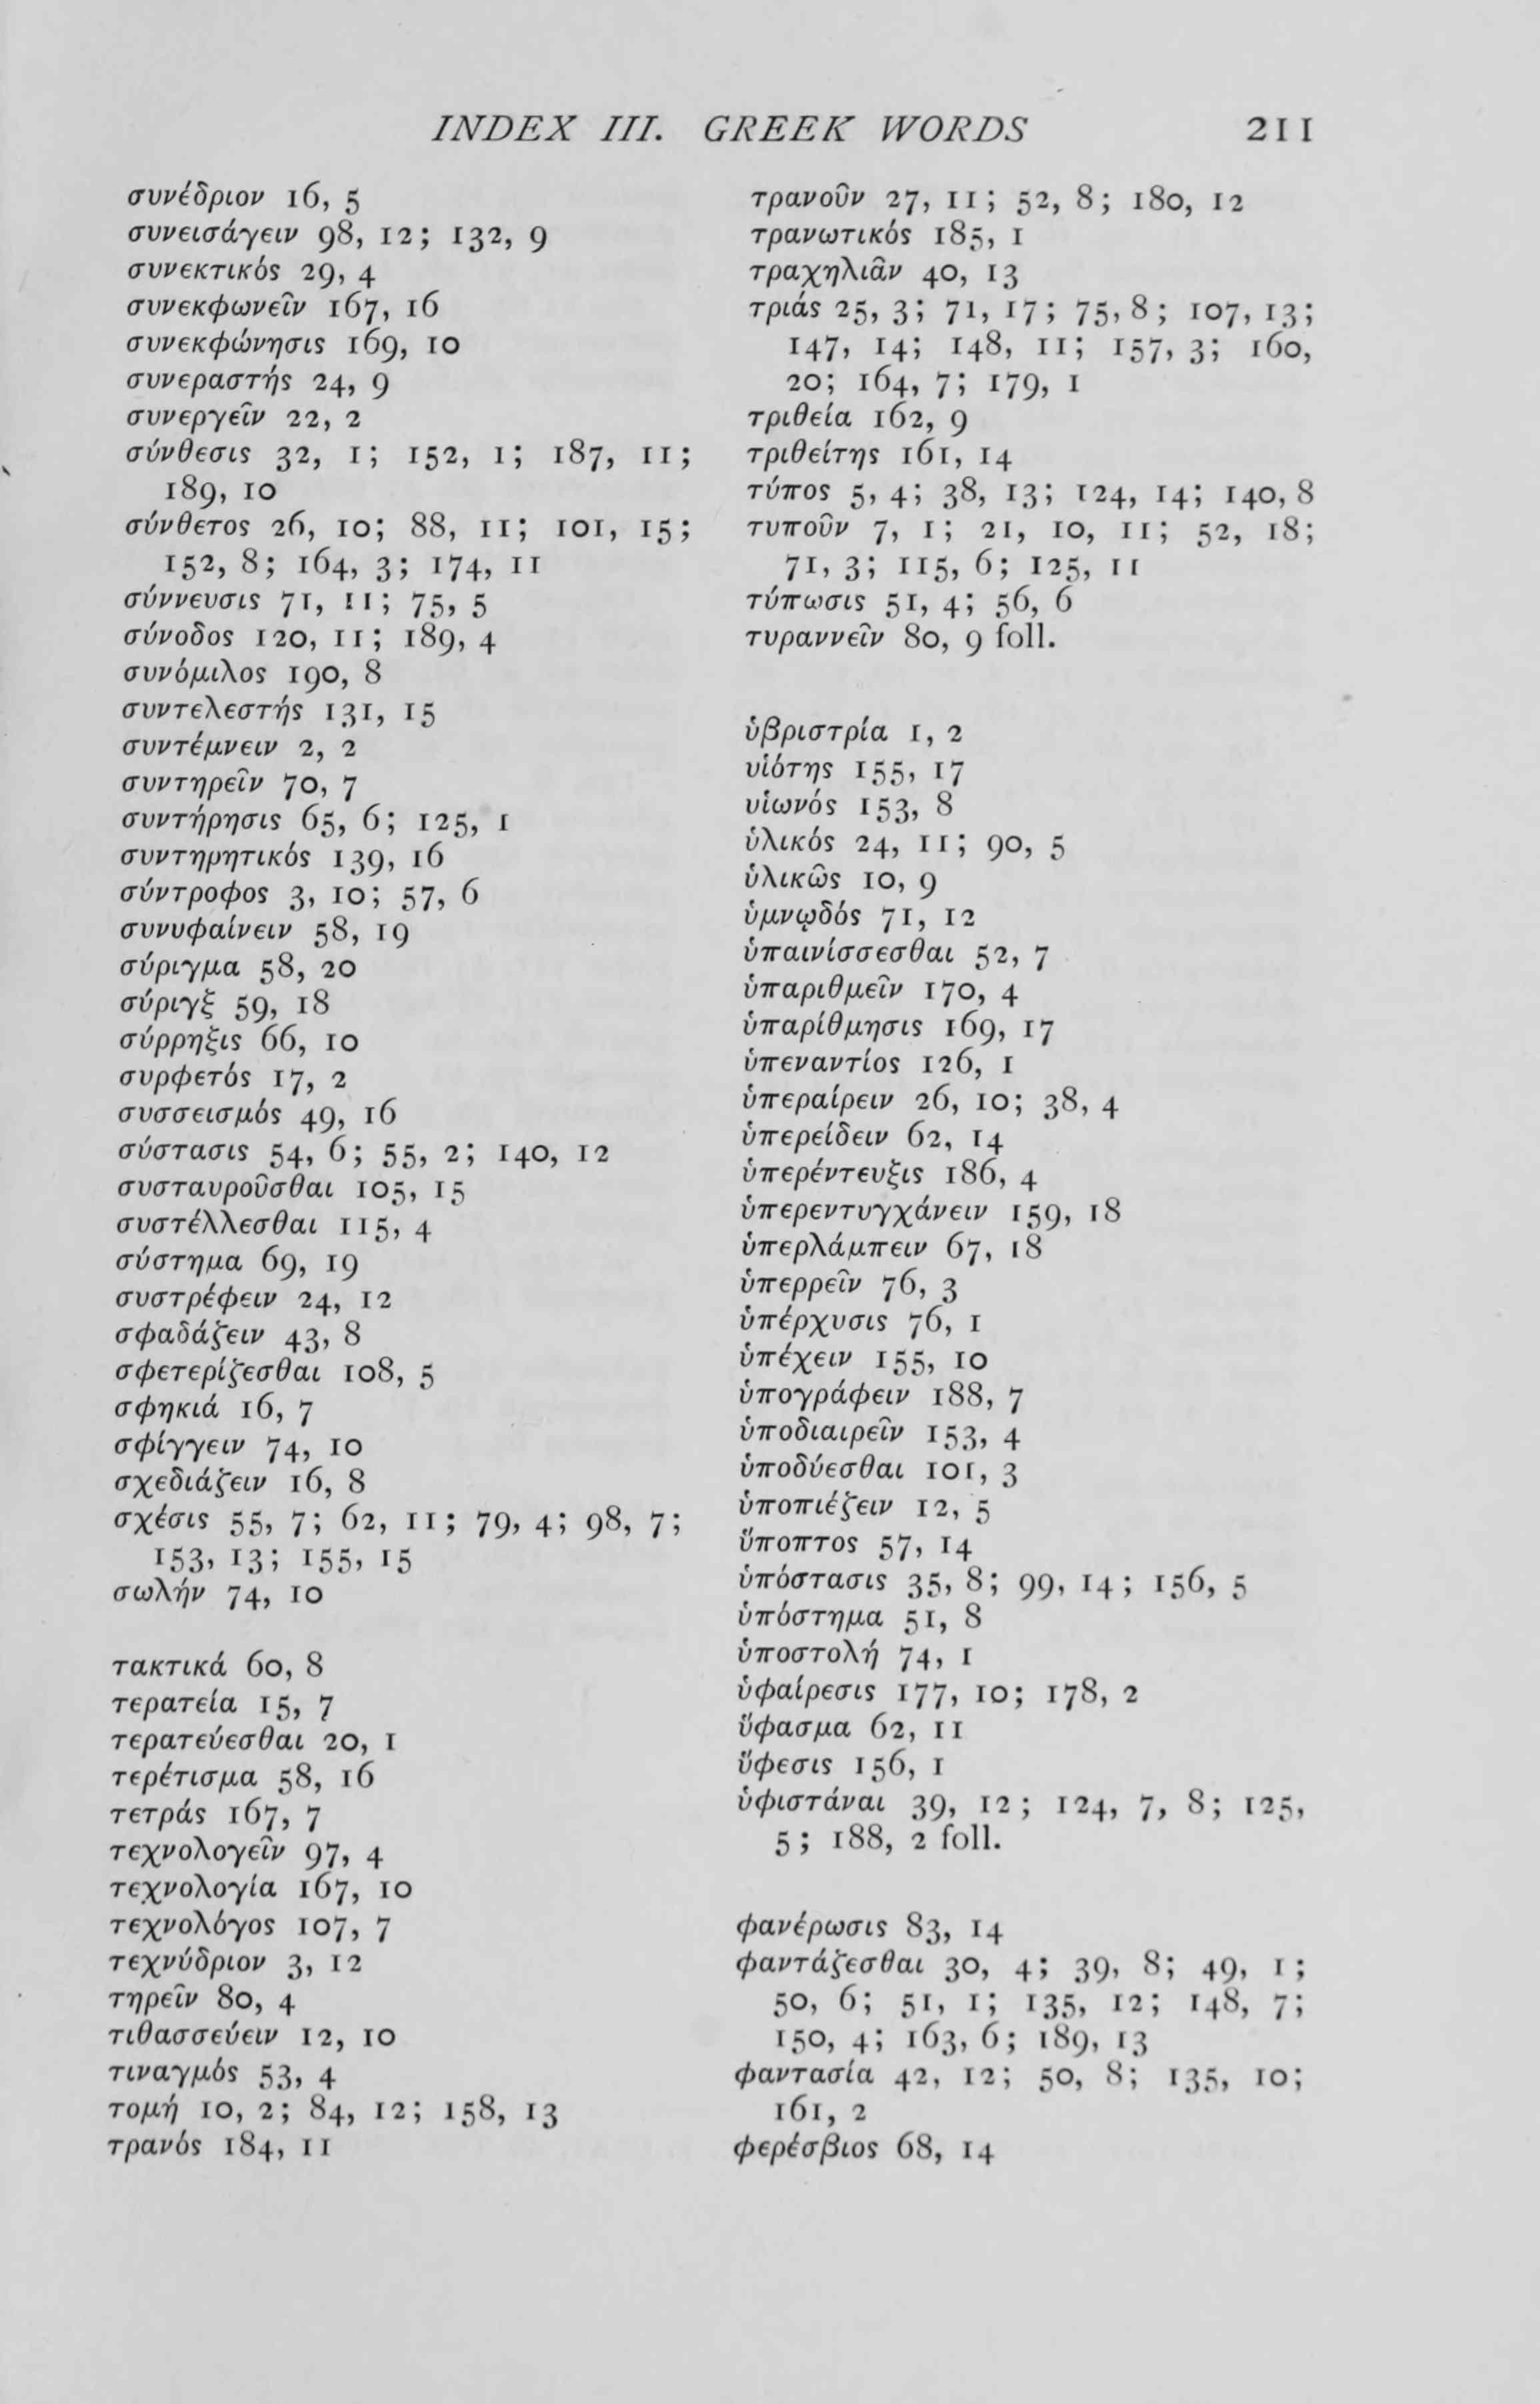 INDEX III. GREEK WORDS 211
συνέδριον 16, 5
συνεισάγειν 98, 12; 132, 9
συνεκτικός 29, 4
συνεκφωνεῖν 167, 16
συνεκφώνησις 169, 10
συνεραστής 24, 9
συνεργεῖν 22, 2
σύνθεσις 32, 1; 152, 1; 187, 11;
189, 10
σύνθετος 26, 10; 88, 11; 101, 15;
152, 8; 164, 3; 174, 11
σύννευσις 71, 11; 75, 5
σύνοδος 120, 11; 189, 4
συνόμιλος 190, 8
συντελεστής 131, 15
συντέμνειν 2, 2
συντηρεῖν 70, 7
συντήρησις 65, 6; 125, 1
συντηρητικός 139, 16
σύντροφος 3, 10; 57, 6
συνυφαίνειν 58, 19
σύριγμα 58, 20
σύριγξ 59, 18
σύρρηξις 66, 10
συρφετός 17, 2
συσσεισμός 49, 16
σύστασις 54, 6; 55, 2; 140, 12
συσταυροῦσθαι 105, 15
συστέλλεσθαι 115, 4
σύστημα 69, 19
συστρέφειν 24, 12
σφαδάζειν 43, 8
σφετερίζεσθαι 108, 5
σφηκιά 16, 7
σφίγγειν 74, 10
σχεδιάζειν 16, 8
σχέσις 55, 7; 62, 11; 79, 4; 98, 7;
153, 13; 155, 15
σωλήν 74, 10
τακτικά 60, 8
τερατεία 15, 7
τερατεύεσθαι 20, 1
τερέτισμα 58, 16
τετράς 167, 7
τεχνολογεῖν 97, 4
τεχνολογία 167, 10
τεχνολόγος 107, 7
τεχνύδριον 3, 12
τηρεῖν 80, 4
τιθασσεύειν 12, 10
τιναγμός 53, 4
τομή 10, 2; 84, 12; 158, 13
τρανός 184, 11
τρανοῦν 27, 11; 52, 8; 180, 12
τρανωτικός 185, 1
τραχηλιᾶν 40, 13
τριάς 25, 3; 71, 17; 75, 8; 107, 13;
147, 14; 148, 11; 157, 3; 160,
20; 164, 7; 179, 1
τριθεία 162, 9
τριθείτης 161, 14
τύπος 5, 4; 38, 13; 124, 14; 140, 8
τυποῦν 7, 1; 21, 10, 11; 52, 18;
71, 3; 115, 6; 125, 11
τύπωσις 51, 4; 56, 6
τυραννεῖν 80, 9 foll.
ὑβριστρία 1, 2
υἱότης 155, 17
υἱωνός 153, 8
ὑλικός 24, 11; 90, 5
ὑλικῶς 10, 9
ὑμνῳδός 71, 12
ὑπαινίσσεσθαι 52, 7
ὑπαριθμεῖν 170, 4
ὑπαρίθμησις 169, 17
ὑπεναντίος 126, 1
ὑπεραίρειν 26, 10; 38, 4
ὑπερείδειν 62, 14
ὑπερέντευξις 186, 4
ὑπερεντυγχάνειν 159, 18
ὑπερλάμπειν 67, 18
ὑπερρεῖν 76, 3
ὑπέρχυσις 76, 1
ὑπέχειν 155, 10
ὑπογράφειν 188, 7
ὑποδιαιρεῖν 153, 4
ὑποδύεσθαι 101, 3
ὑποπιέζειν 12, 5
ὕποπτος 57, 14
ὑπόστασις 35, 8; 99, 14; 156, 5
ὑπόστημα 51, 8
ὑποστολή 74, 1
ὑφαίρεσις 177, 10; 178, 2
ὕφασμα 62, 11
ὕφεσις 156, 1
ὑφιστάναι 39, 12; 124, 7, 8; 125,
5; 188, 2 foll.
φανέρωσις 83, 14
φαντάζεσθαι 30, 4; 39, 8; 49, 1;
50, 6; 51, 1; 135, 12; 148, 7;
150, 4; 163, 6; 189, 13
φαντασία 42, 12; 50, 8; 135, 10;
161, 2
φερέσβιος 68, 14